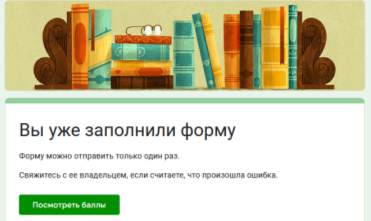 Вы уже заполнили форму
Форму можно отправить только один раз.
Свяжитесь с ее владельцем, если считаете, что произошла ошибка.
Посмотреть баллы